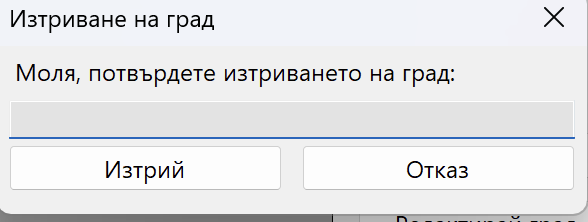 Изтриване на град
Моля, потвърдете изтриването на град:
Изтрий
Отказ